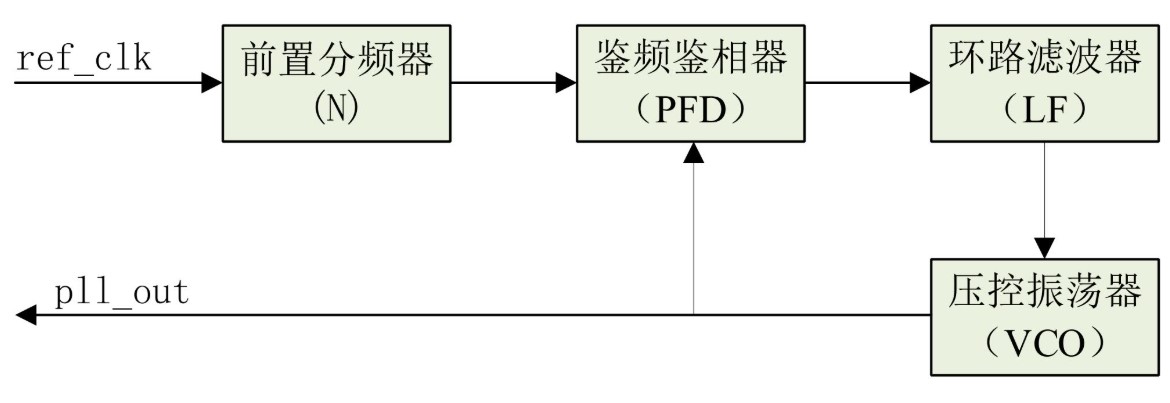 ref_clk
前置分频器
(N)
鉴频鉴相器
（PFD）
环路滤波器
（LF）
pll_out
压控振荡器
（VCO）